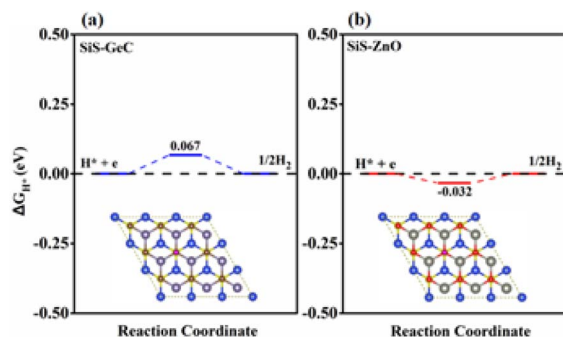 (a)
(b)
SiS-GeC
SiS-ZnO
0.50
0.25
0.00
-0.25
-0.50
ΔG_H* (eV)
H* + e
0.067
1/2H₂
Reaction Coordinate
0.50
0.25
0.00
-0.25
-0.50
H* + e
-0.032
1/2H₂
Reaction Coordinate